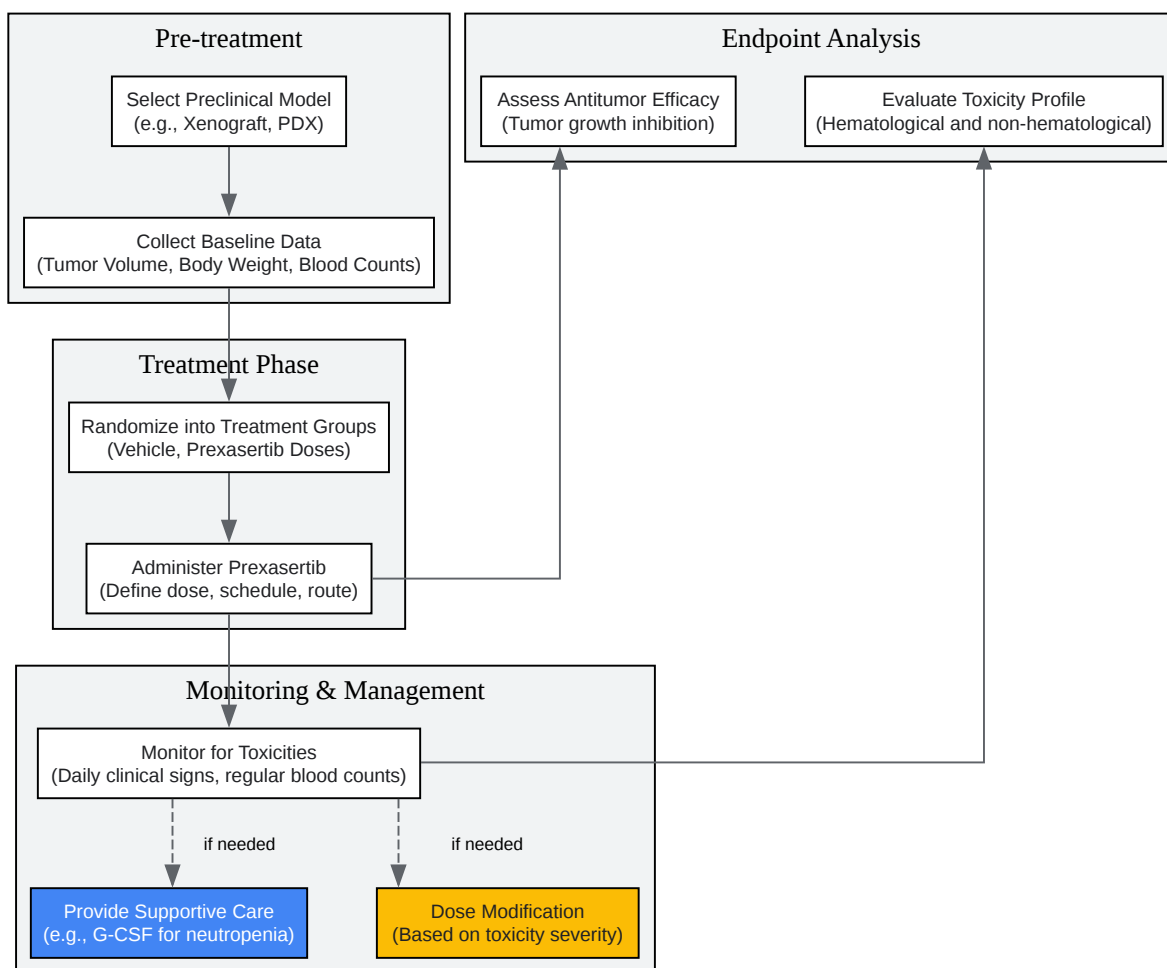 Pre-treatment
Select Preclinical Model
(e.g., Xenograft, PDX)
Collect Baseline Data
(Tumor Volume, Body Weight, Blood Counts)
Treatment Phase
Randomize into Treatment Groups
(Vehicle, Prexasertib Doses)
Administer Prexasertib
(Define dose, schedule, route)
Monitoring & Management
Monitor for Toxicities
(Daily clinical signs, regular blood counts)
if needed
if needed
Provide Supportive Care
(e.g., G-CSF for neutropenia)
Dose Modification
(Based on toxicity severity)
Endpoint Analysis
Assess Antitumor Efficacy
(Tumor growth inhibition)
Evaluate Toxicity Profile
(Hematological and non-hematological)